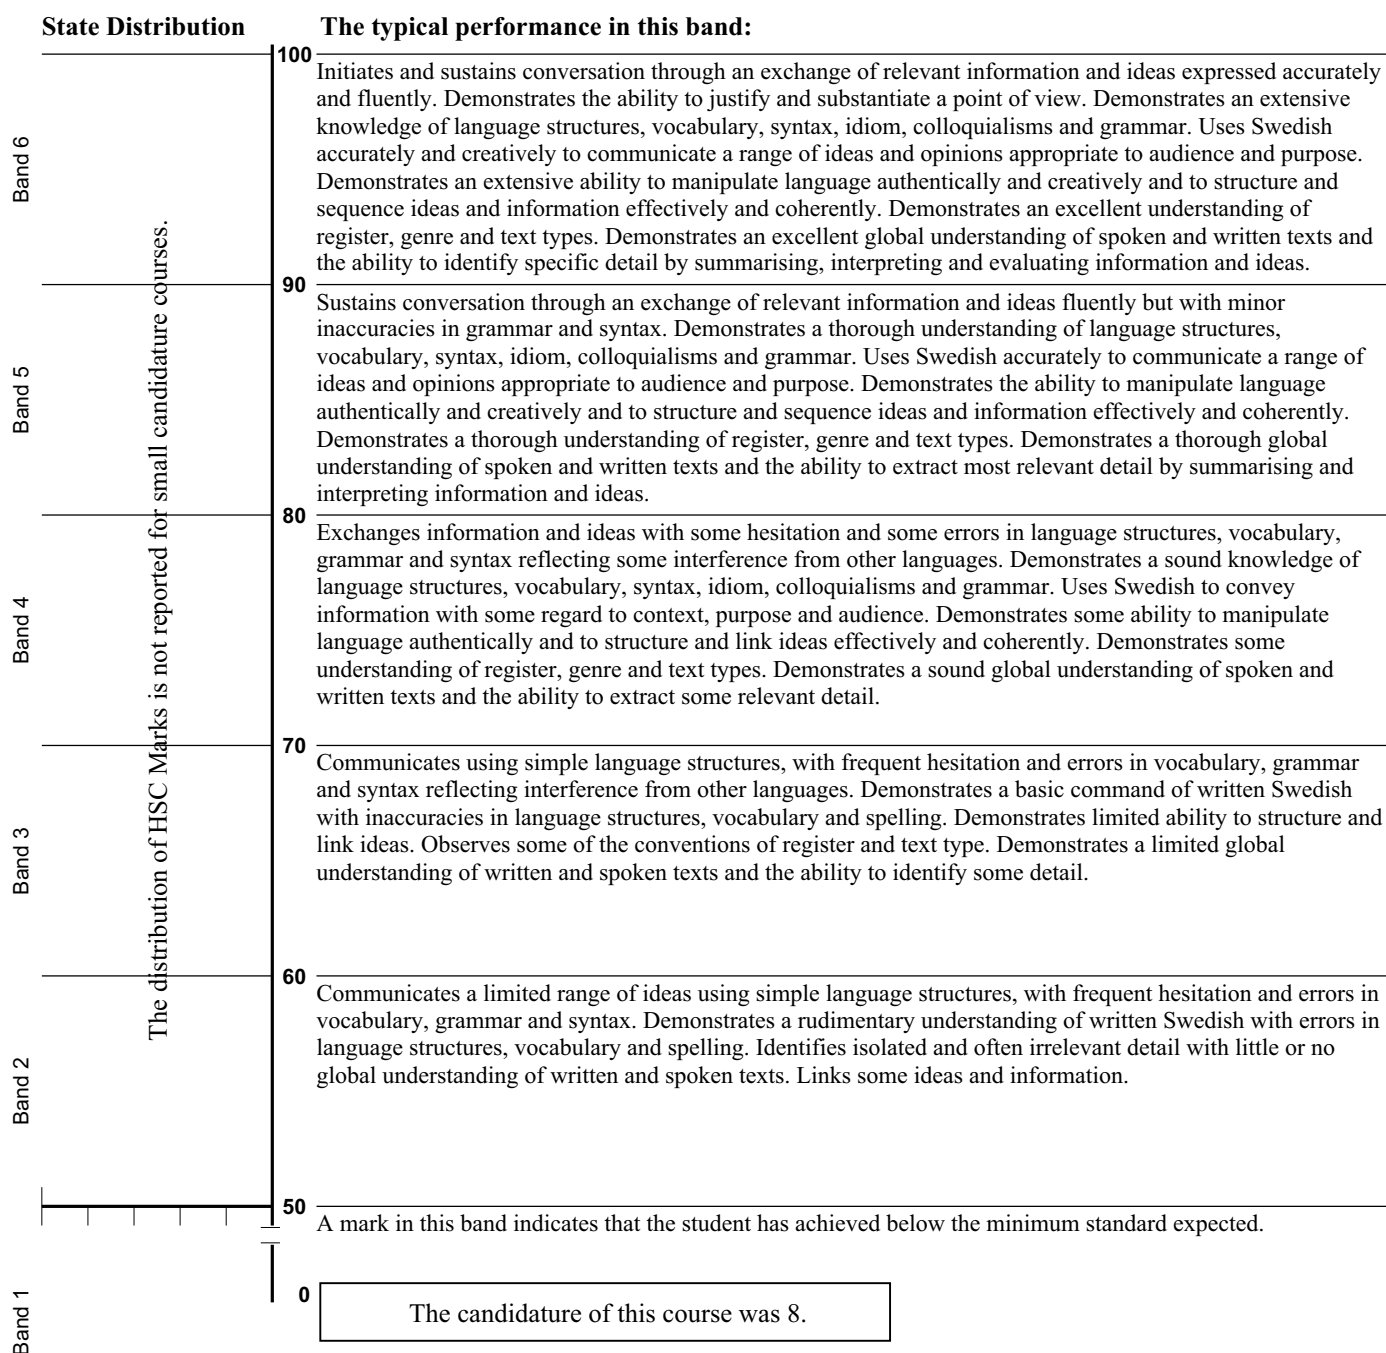 State Distribution
The typical performance in this band:
100
Band 6
Initiates and sustains conversation through an exchange of relevant information and ideas expressed accurately
and fluently. Demonstrates the ability to justify and substantiate a point of view. Demonstrates an extensive
knowledge of language structures, vocabulary, syntax, idiom, colloquialisms and grammar. Uses Swedish
accurately and creatively to communicate a range of ideas and opinions appropriate to audience and purpose.
Demonstrates an extensive ability to manipulate language authentically and creatively and to structure and
sequence ideas and information effectively and coherently. Demonstrates an excellent understanding of
register, genre and text types. Demonstrates an excellent global understanding of spoken and written texts and
the ability to identify specific detail by summarising, interpreting and evaluating information and ideas.
The distribution of HSC Marks is not reported for small candidature courses.
90
Band 5
Sustains conversation through an exchange of relevant information and ideas fluently but with minor
inaccuracies in grammar and syntax. Demonstrates a thorough understanding of language structures,
vocabulary, syntax, idiom, colloquialisms and grammar. Uses Swedish accurately to communicate a range of
ideas and opinions appropriate to audience and purpose. Demonstrates the ability to manipulate language
authentically and creatively and to structure and sequence ideas and information effectively and coherently.
Demonstrates a thorough understanding of register, genre and text types. Demonstrates a thorough global
understanding of spoken and written texts and the ability to extract most relevant detail by summarising and
interpreting information and ideas.
80
Band 4
Exchanges information and ideas with some hesitation and some errors in language structures, vocabulary,
grammar and syntax reflecting some interference from other languages. Demonstrates a sound knowledge of
language structures, vocabulary, syntax, idiom, colloquialisms and grammar. Uses Swedish to convey
information with some regard to context, purpose and audience. Demonstrates some ability to manipulate
language authentically and to structure and link ideas effectively and coherently. Demonstrates some
understanding of register, genre and text types. Demonstrates a sound global understanding of spoken and
written texts and the ability to extract some relevant detail.
70
Band 3
Communicates using simple language structures, with frequent hesitation and errors in vocabulary, grammar
and syntax reflecting interference from other languages. Demonstrates a basic command of written Swedish
with inaccuracies in language structures, vocabulary and spelling. Demonstrates limited ability to structure and
link ideas. Observes some of the conventions of register and text type. Demonstrates a limited global
understanding of written and spoken texts and the ability to identify some detail.
60
Band 2
Communicates a limited range of ideas using simple language structures, with frequent hesitation and errors in
vocabulary, grammar and syntax. Demonstrates a rudimentary understanding of written Swedish with errors in
language structures, vocabulary and spelling. Identifies isolated and often irrelevant detail with little or no
global understanding of written and spoken texts. Links some ideas and information.
50
A mark in this band indicates that the student has achieved below the minimum standard expected.
0
Band 1
The candidature of this course was 8.